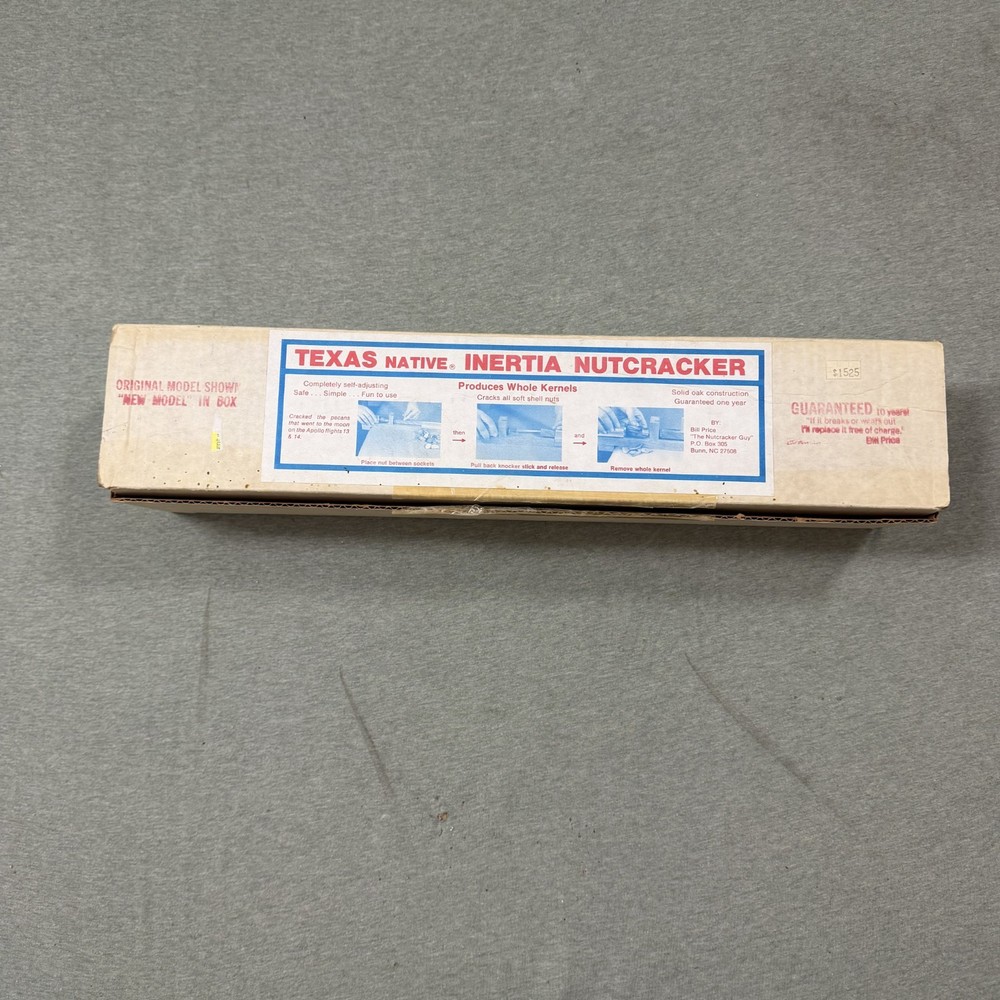 TEXAS NATIVE® INERTIA NUTCRACKER
$1525
ORIGINAL MODEL SHOWN
"NEW MODEL" IN BOX
Completely self-adjusting
Safe . . . Simple . . . Fun to use
Cracked the pecans
that went to the moon
on the Apollo flights 13
& 14.
Produces Whole Kernels
Cracks all soft shell nuts
Solid oak construction
Guaranteed one year
Place nut between sockets
then
Pull back knocker slick and release
and
Remove whole kernel
BY:
Bill Price
"The Nutcracker Guy"
P.O. Box 305
Bunn, NC 27508
GUARANTEED 10 years!
"If it breaks or wears out
I'll replace it free of charge."
Bill Price